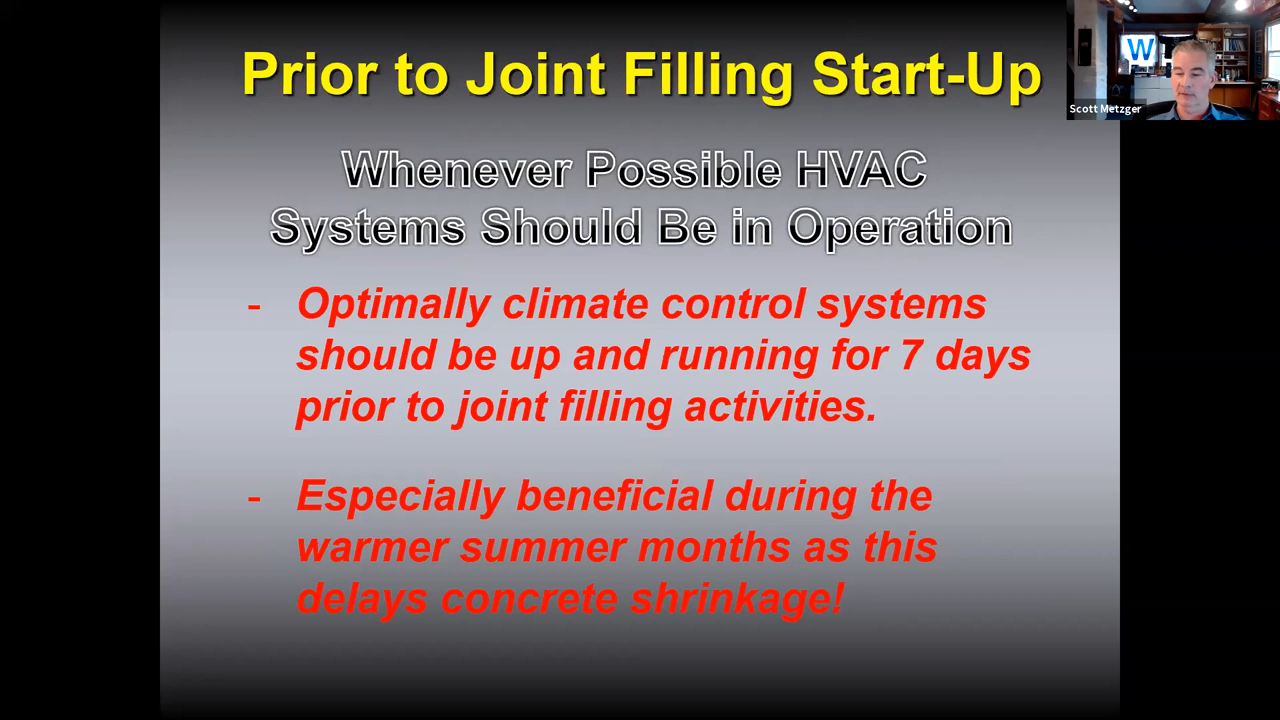 Prior to Joint Filling Start-Up
W
Scott Metzger
Whenever Possible HVAC
Systems Should Be in Operation
- Optimally climate control systems
should be up and running for 7 days
prior to joint filling activities.
- Especially beneficial during the
warmer summer months as this
delays concrete shrinkage!